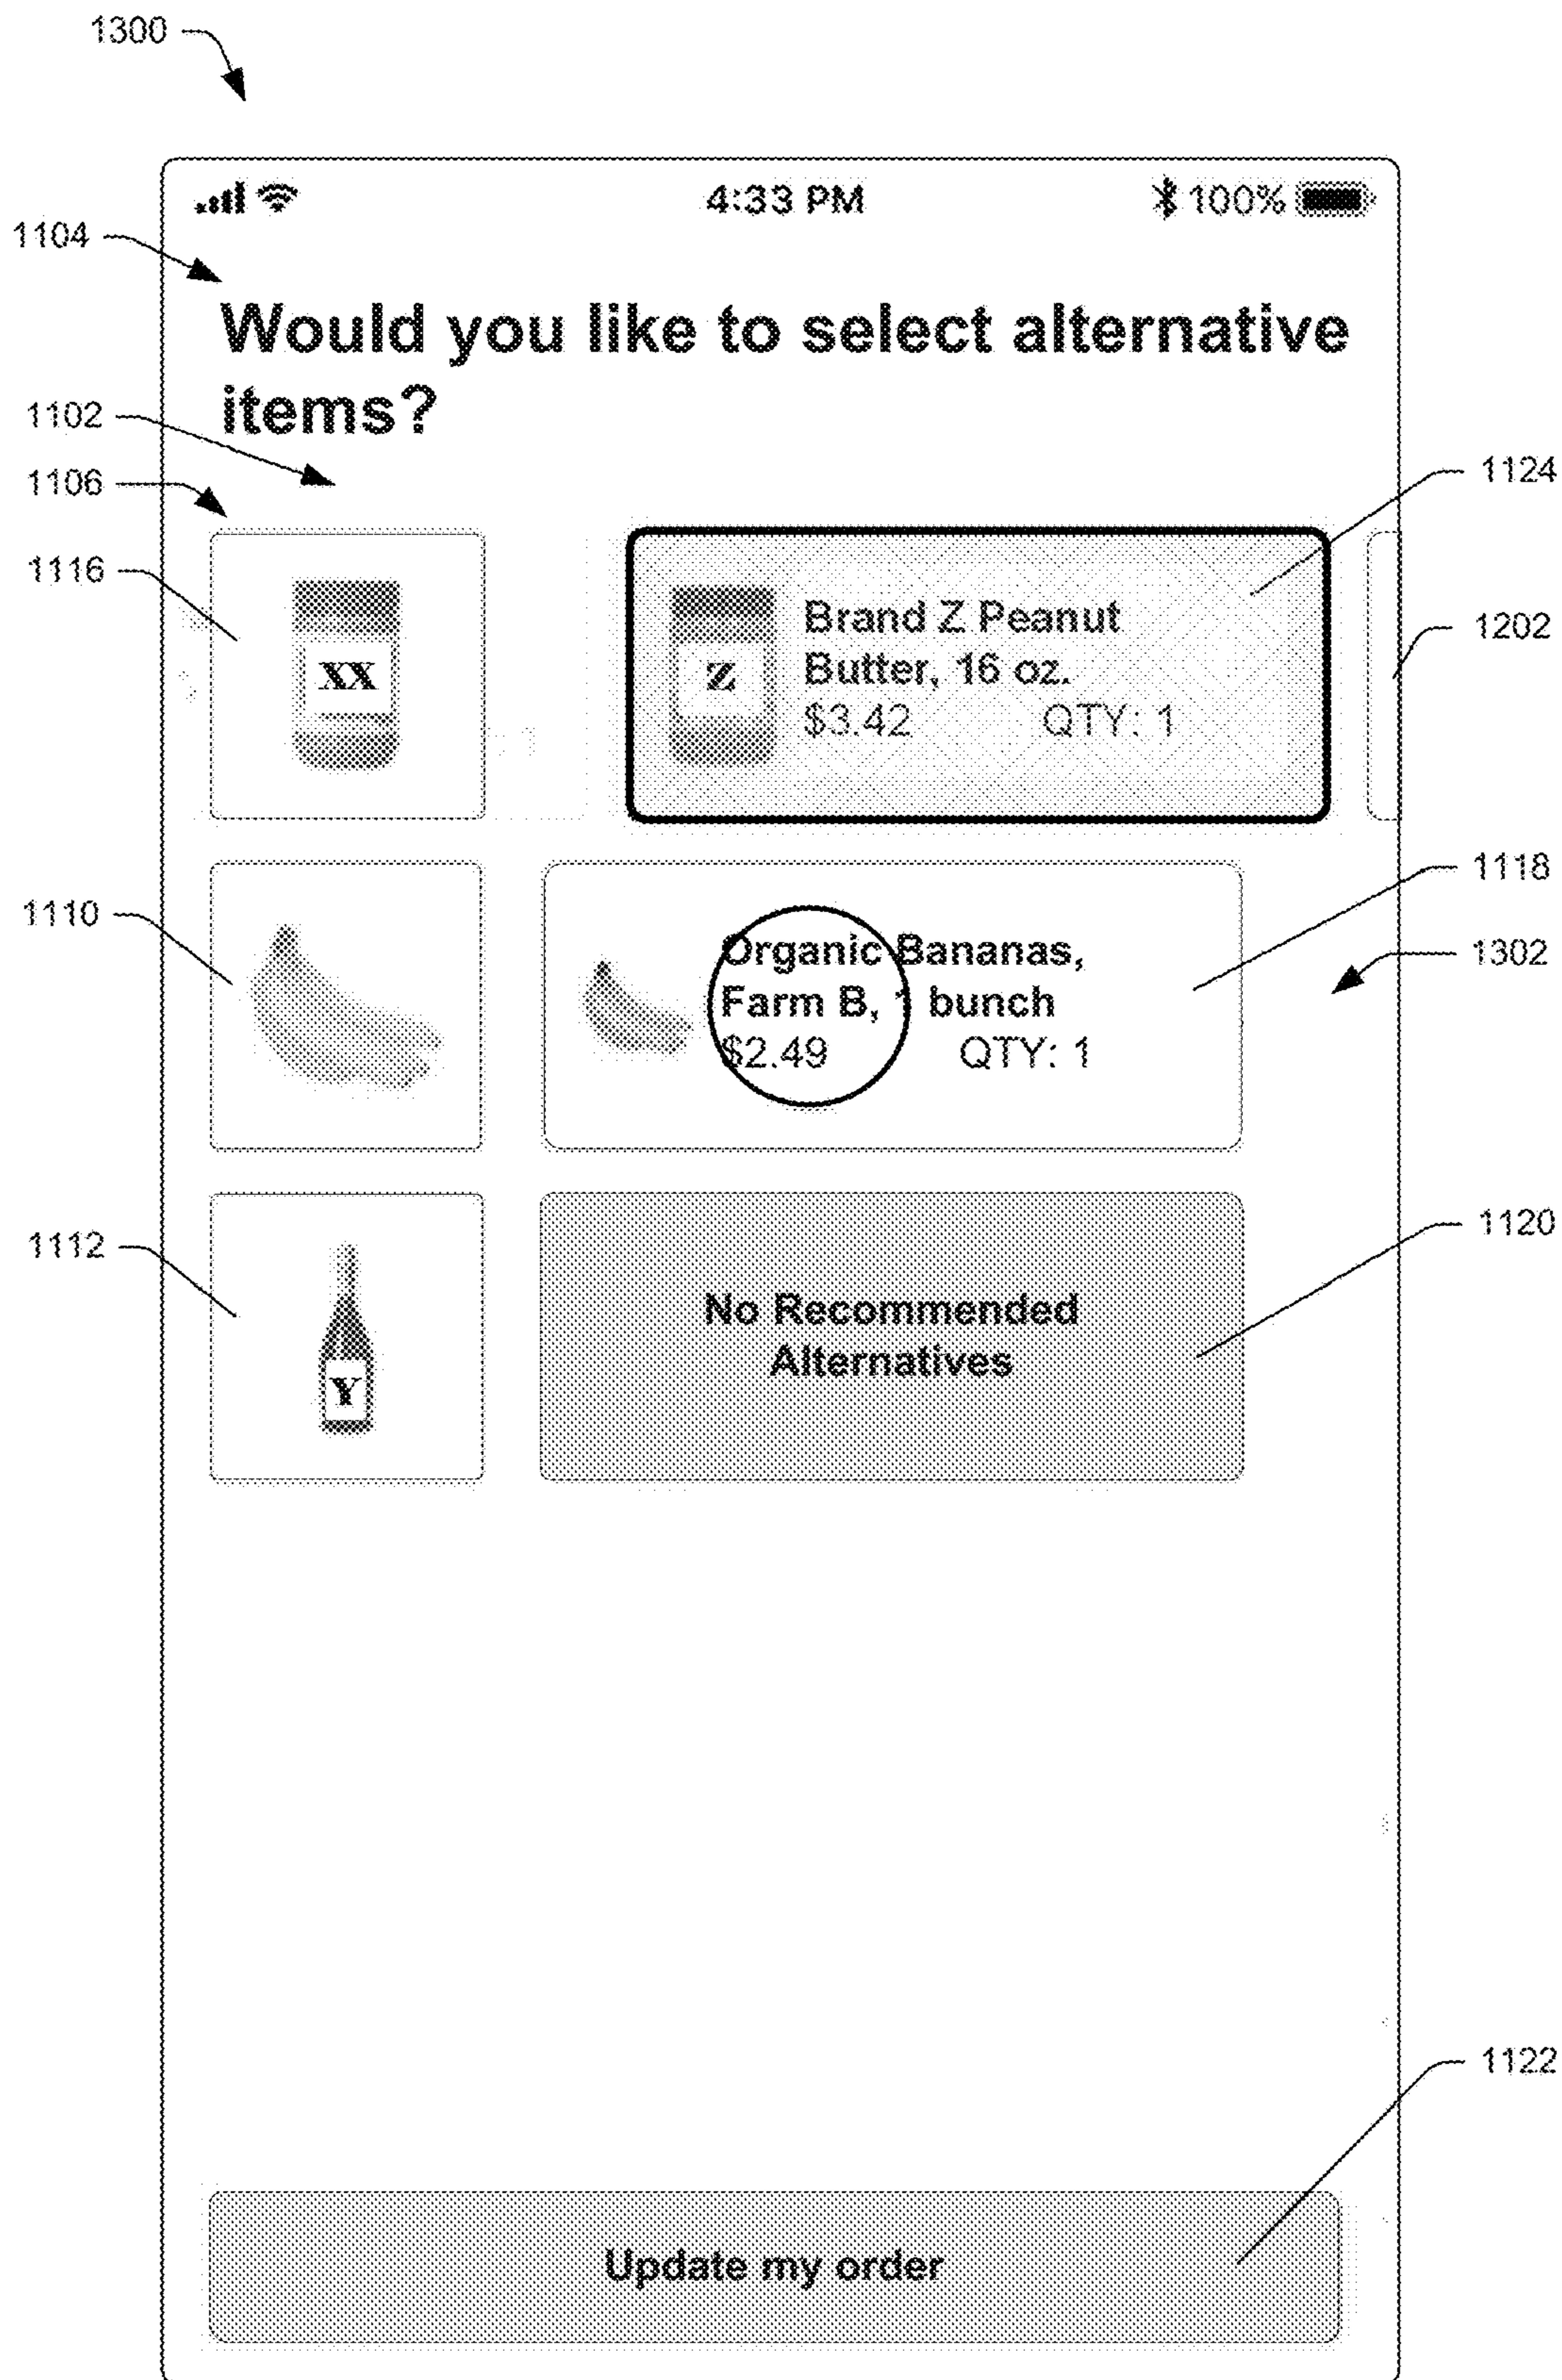 1300
4:33 PM
100%
1104
Would you like to select alternative
items?
1102
1106
1124
1116
1202
XX
Z
Brand Z Peanut
Butter, 16 oz.
$3.42 QTY: 1
1118
1110
1302
Organic Bananas,
Farm B, 1 bunch
$2.49 QTY: 1
1112
1120
Y
No Recommended
Alternatives
1122
Update my order